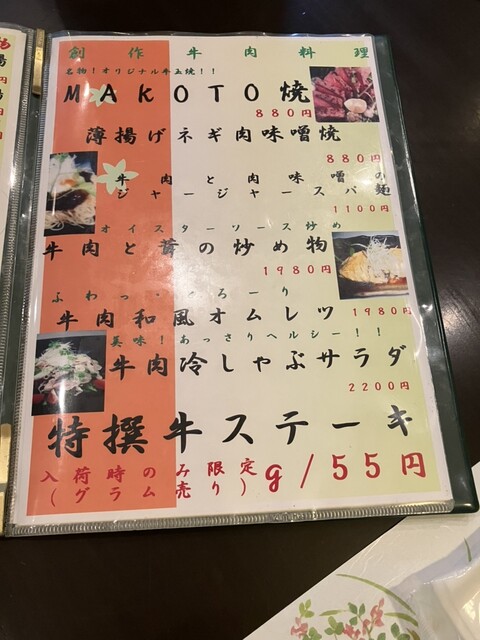 創作牛肉料理
名物！オリジナル牛玉焼！！
MAKOTO焼
880円
薄揚げネギ肉味噌焼
880円
牛肉と肉味噌の
ジャージャースパ麺
1100円
オイスターソース炒め
牛肉と茸の炒め物
1980円
ふわっ・とろーり
牛肉和風オムレツ 1980円
美味！あっさりヘルシー！！
牛肉冷しゃぶサラダ
2200円
特撰牛ステーキ
入荷時のみ限定
(グラム売り)
g/55円